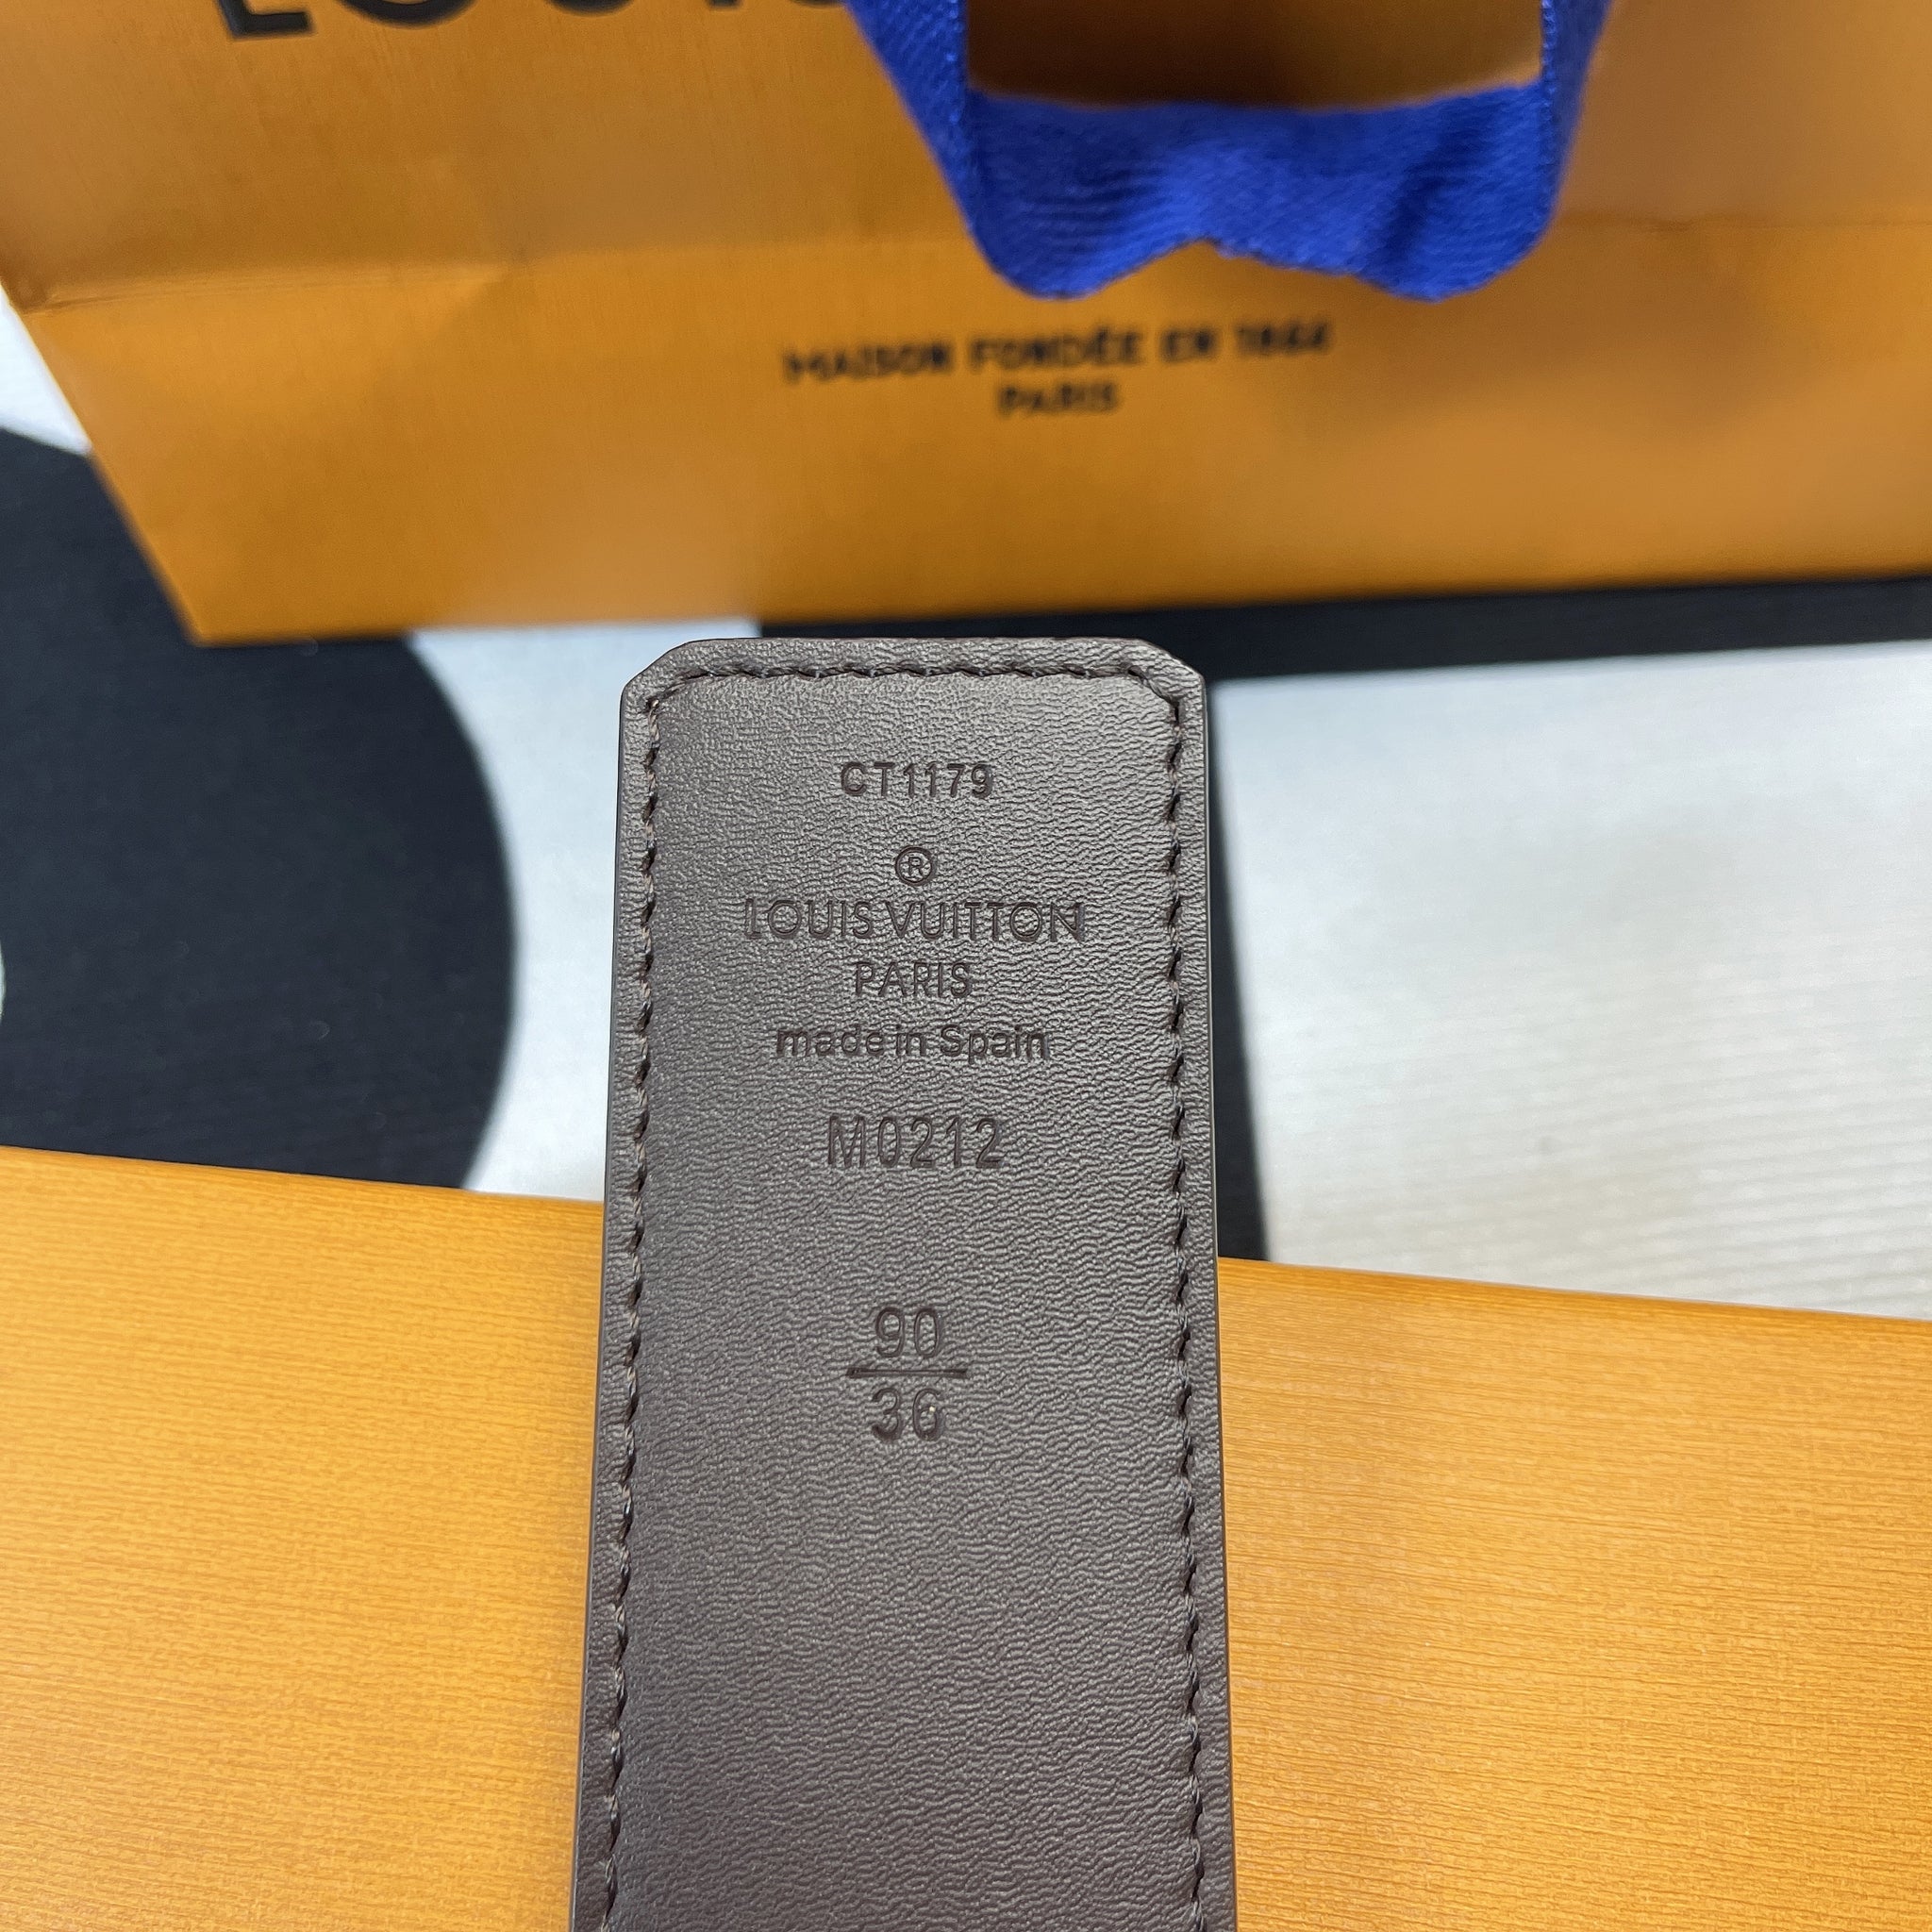 MAISON FONDÉE EN 1854
PARIS
CT1179
®
LOUIS VUITTON
PARIS
made in Spain
M0212
90
36